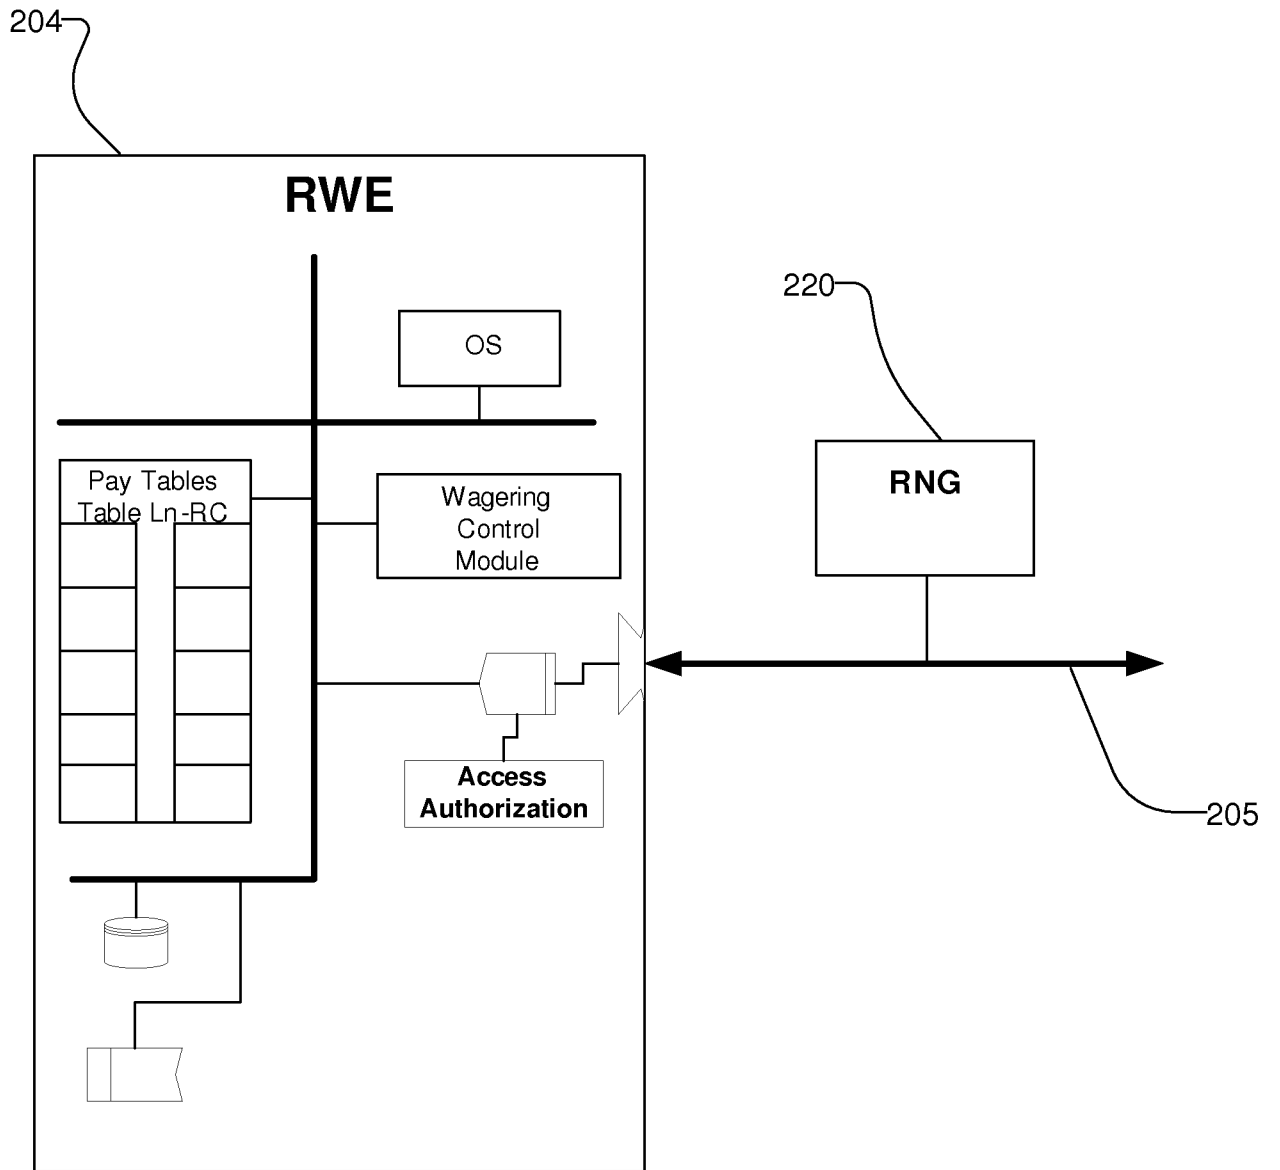 204
RWE
220
OS
RNG
Pay Tables
Table Ln-RC
Wagering
Control
Module
Access
Authorization
205